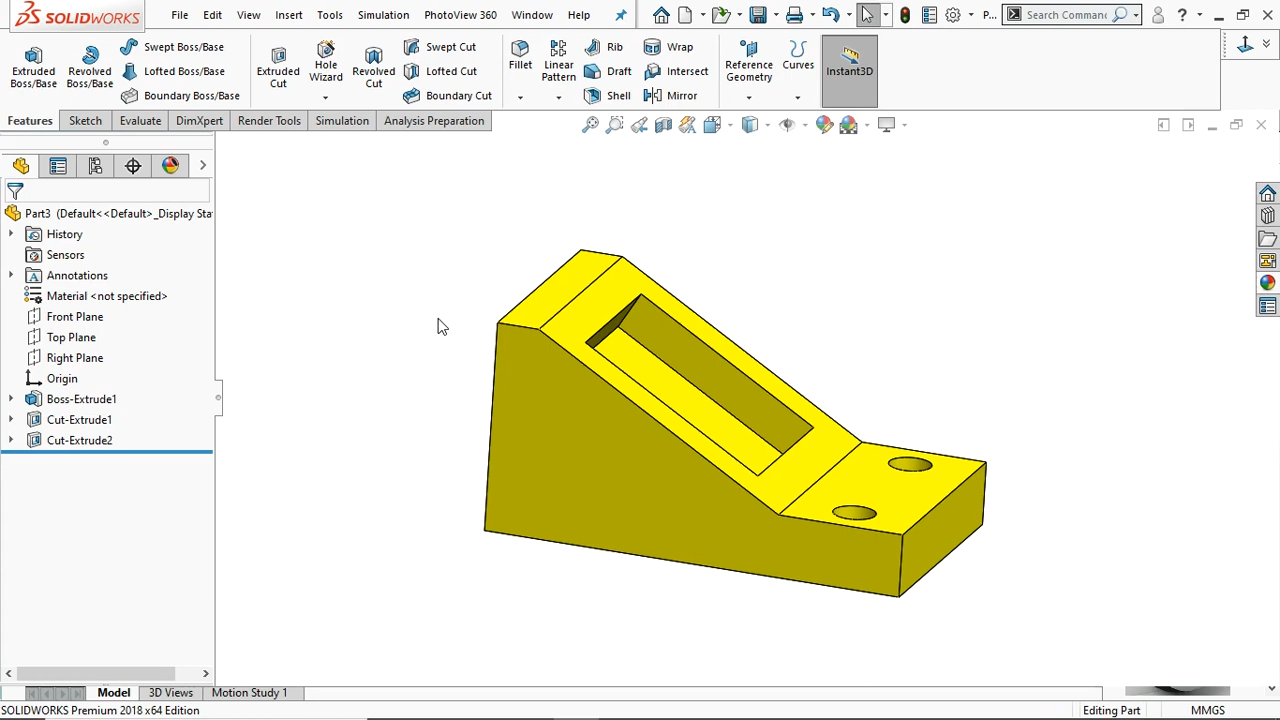 SOLIDWORKS File Edit View Insert Tools Simulation PhotoView 360 Window Help P... Search Command
Extruded Boss/Base
Revolved Boss/Base
Swept Boss/Base
Lofted Boss/Base
Boundary Boss/Base
Extruded Cut
Hole Wizard
Revolved Cut
Swept Cut
Lofted Cut
Boundary Cut
Fillet
Linear Pattern
Rib
Draft
Shell
Wrap
Intersect
Mirror
Reference Geometry
Curves
Instant3D
Features Sketch Evaluate DimXpert Render Tools Simulation Analysis Preparation
Part3 (Default<<Default>_Display Sta
History
Sensors
Annotations
Material <not specified>
Front Plane
Top Plane
Right Plane
Origin
Boss-Extrude1
Cut-Extrude1
Cut-Extrude2
Model 3D Views Motion Study 1
SOLIDWORKS Premium 2018 x64 Edition Editing Part MMGS